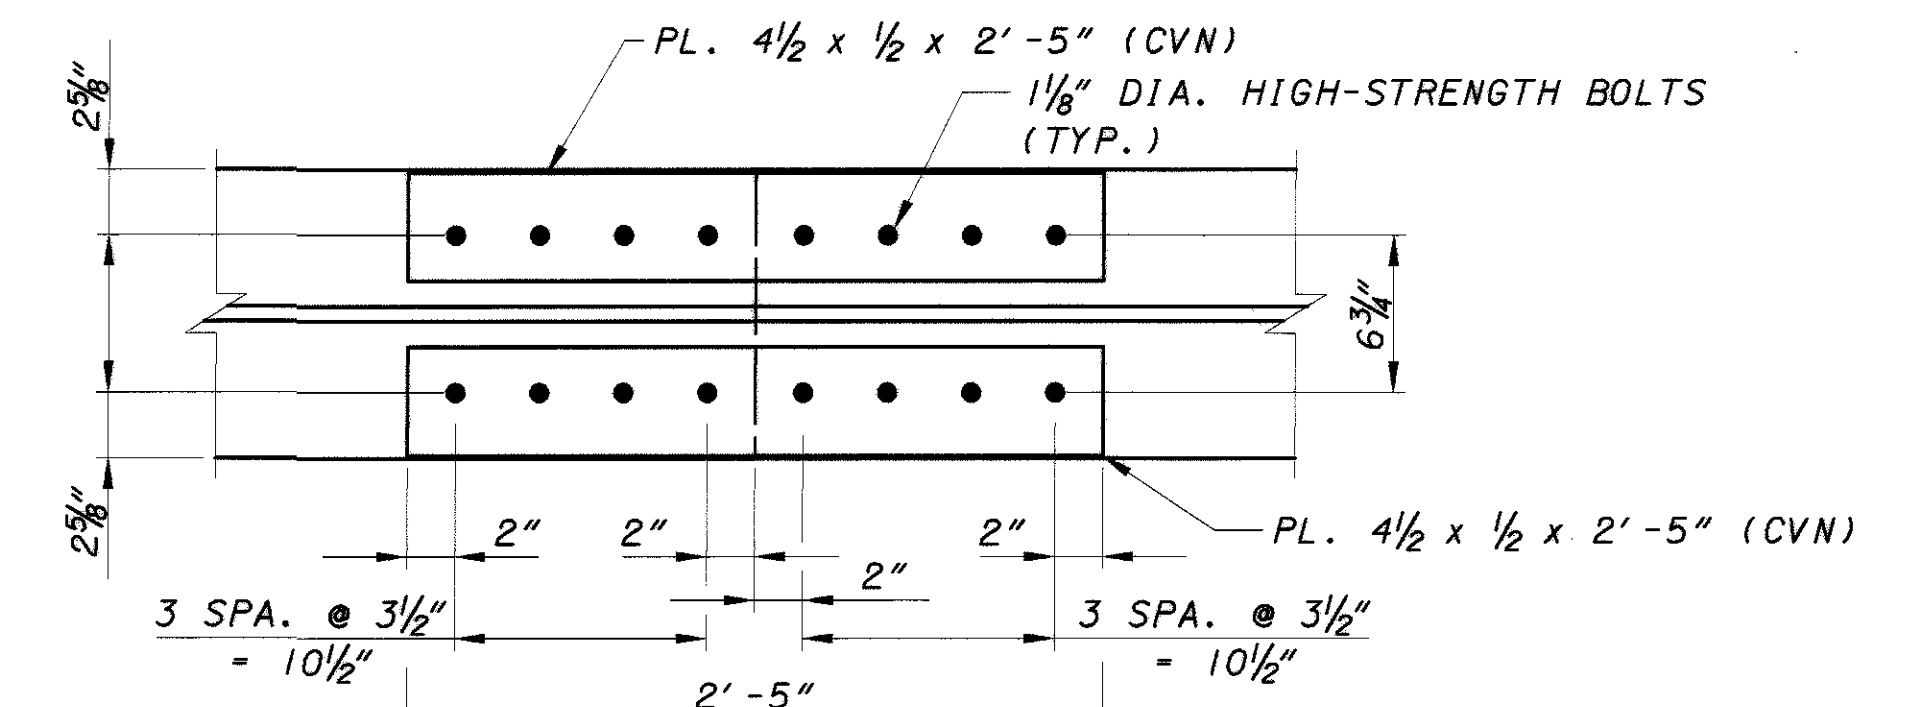 PL. 4½ x ½ x 2'-5" (CVN)
1⅛" DIA. HIGH-STRENGTH BOLTS
(TYP.)
2⅝"
6¾"
2⅝"
PL. 4½ x ½ x 2'-5" (CVN)
2"
2"
2"
2"
3 SPA. @ 3½"
= 10½"
3 SPA. @ 3½"
= 10½"
2'-5"